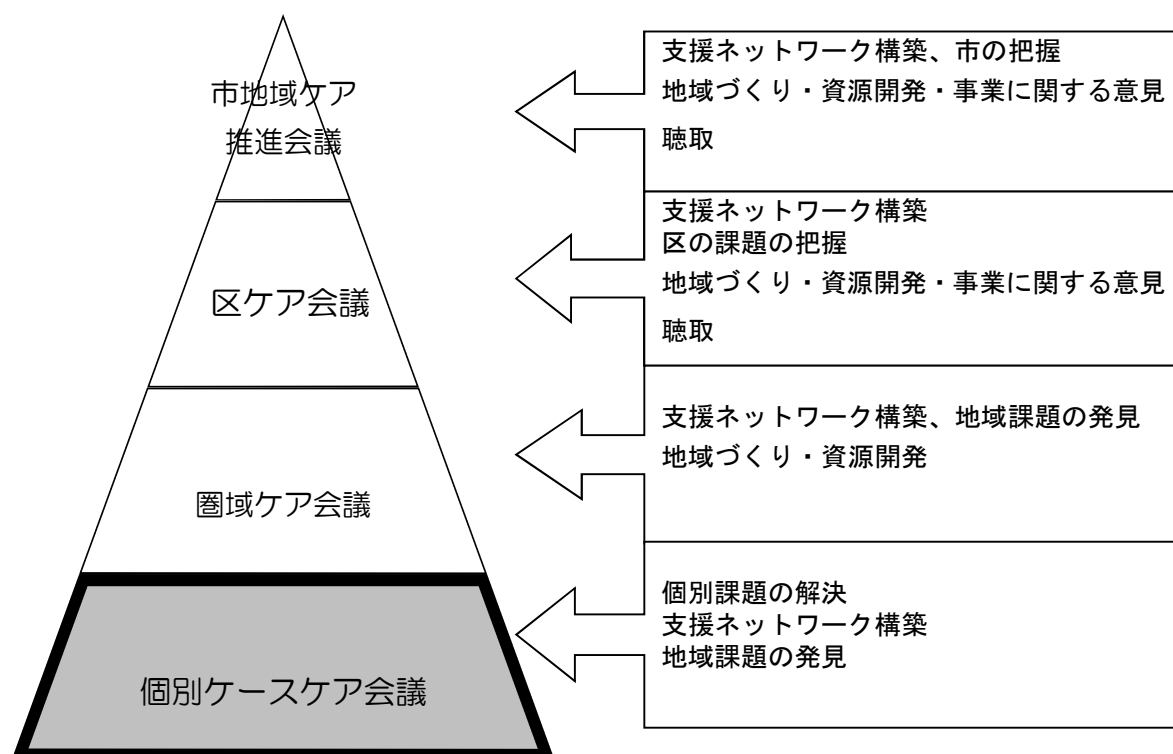 市地域ケア
推進会議
支援ネットワーク構築、市の把握
地域づくり・資源開発・事業に関する意見
聴取
区ケア会議
支援ネットワーク構築
区の課題の把握
地域づくり・資源開発・事業に関する意見
聴取
圏域ケア会議
支援ネットワーク構築、地域課題の発見
地域づくり・資源開発
個別ケースケア会議
個別課題の解決
支援ネットワーク構築
地域課題の発見